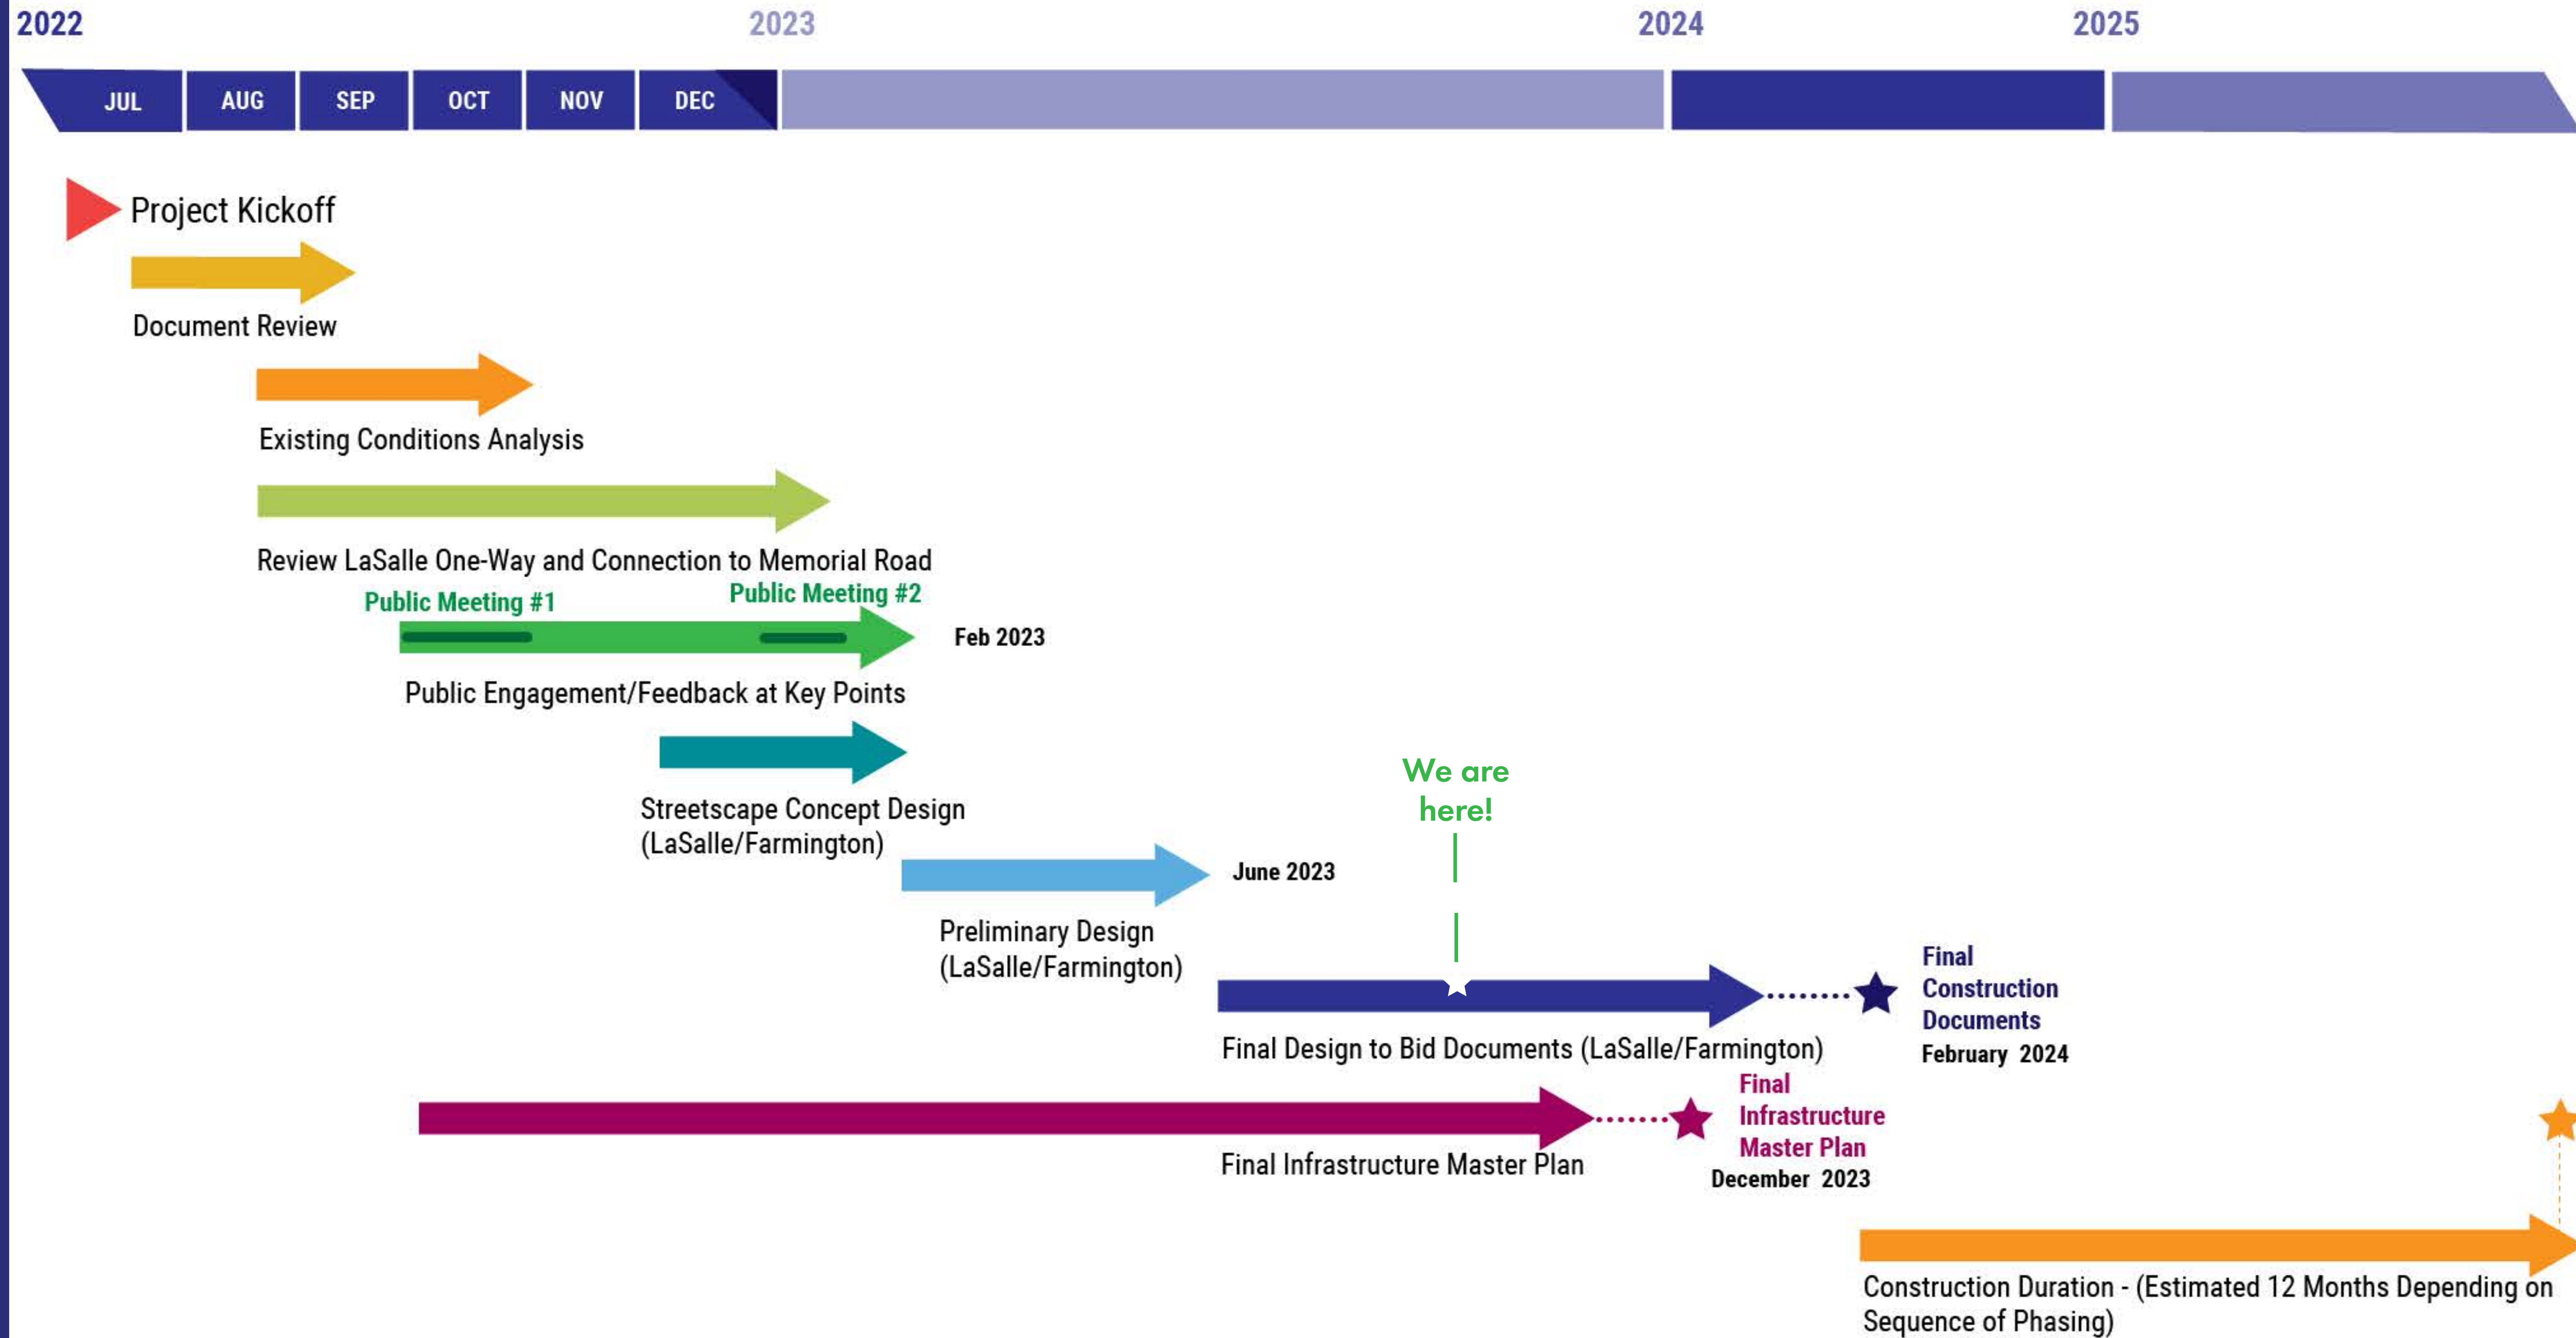 2022
2023
2024
2025
JUL
AUG
SEP
OCT
NOV
DEC
Project Kickoff
Document Review
Existing Conditions Analysis
Review LaSalle One-Way and Connection to Memorial Road
Public Meeting #1
Public Meeting #2
Feb 2023
Public Engagement/Feedback at Key Points
Streetscape Concept Design
(LaSalle/Farmington)
We are
here!
June 2023
Preliminary Design
(LaSalle/Farmington)
Final
Construction
Documents
February 2024
Final Design to Bid Documents (LaSalle/Farmington)
Final
Infrastructure
Master Plan
December 2023
Final Infrastructure Master Plan
Construction Duration - (Estimated 12 Months Depending on
Sequence of Phasing)